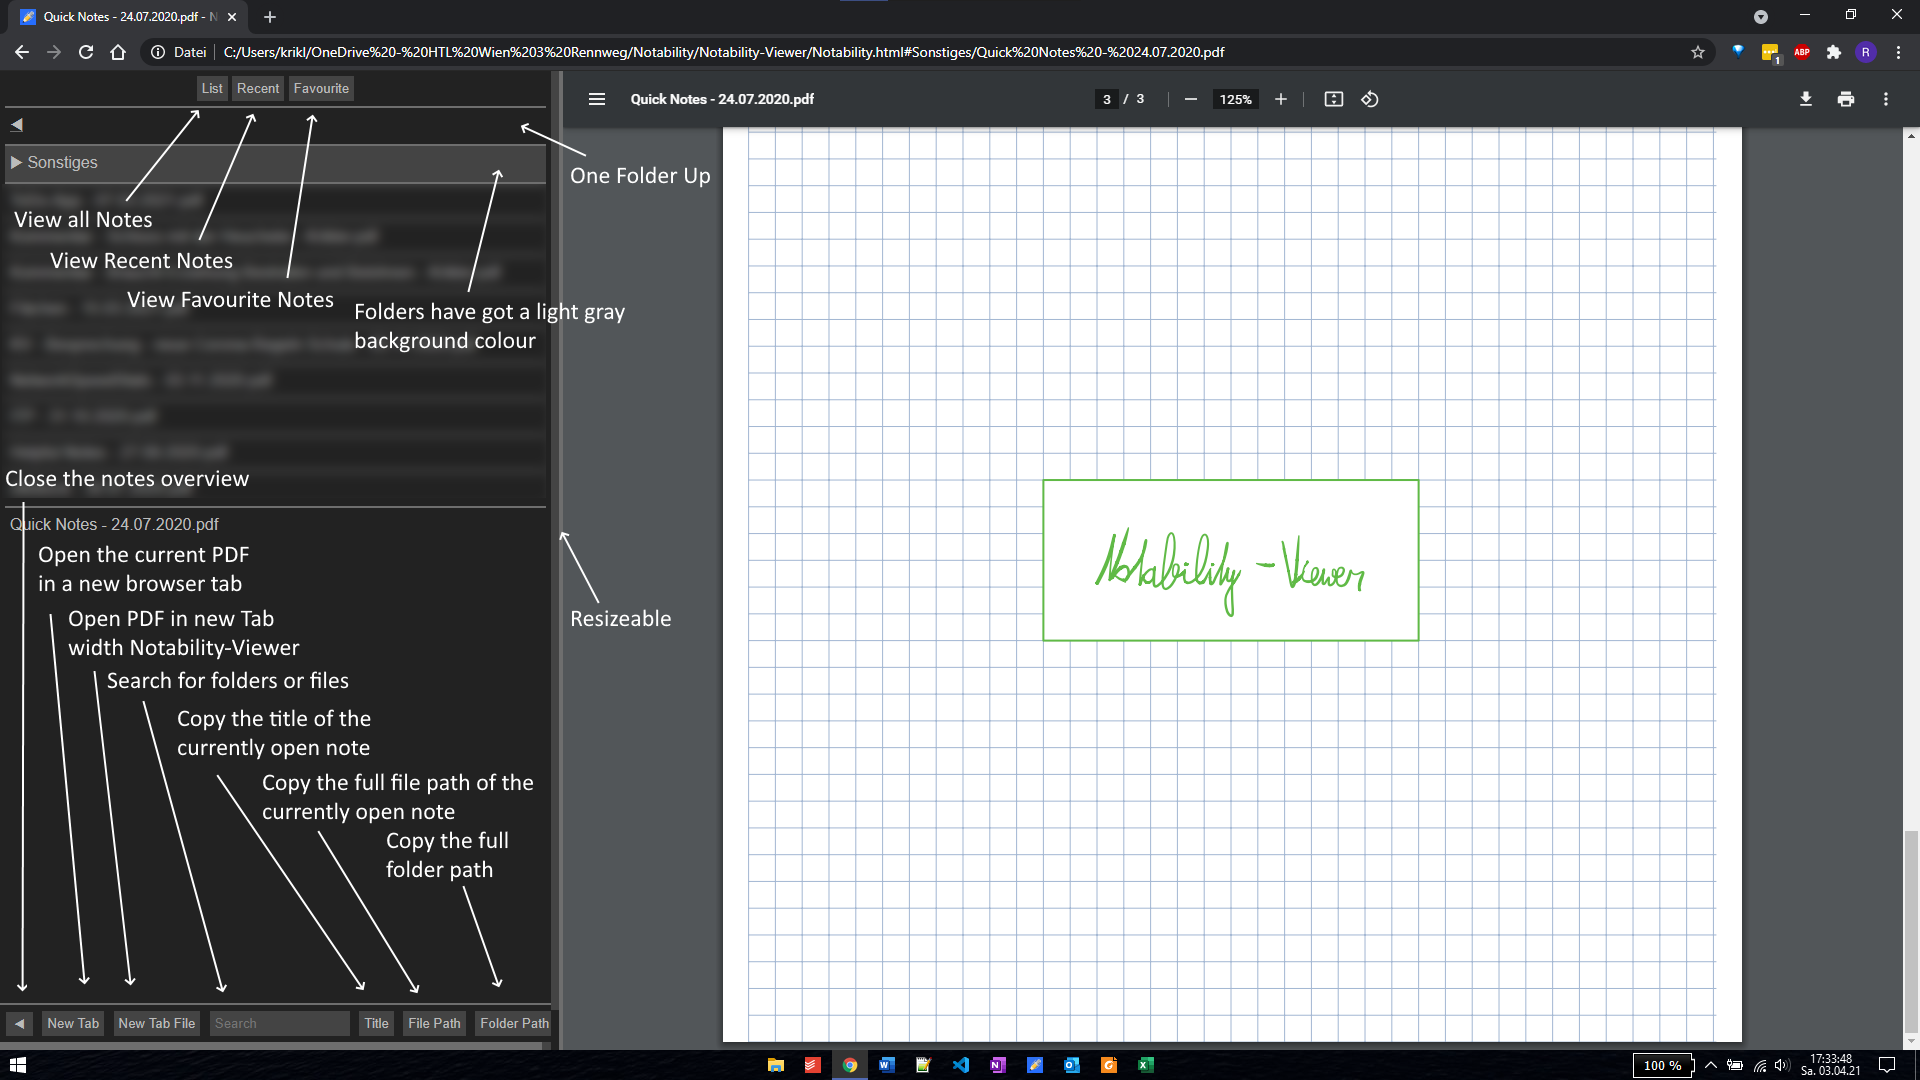 Quick Notes - 24.07.2020.pdf - N
Datei
C:/Users/krikl/OneDrive%20-%20HTL%20Wien%203%20Rennweg/Notability/Notability-Viewer/Notability.html#Sonstiges/Quick%20Notes%20-%2024.07.2020.pdf
1
ABP
R
List
Recent
Favourite
Quick Notes - 24.07.2020.pdf
3 / 3
125%
Sonstiges
One Folder Up
View all Notes
View Recent Notes
View Favourite Notes
Folders have got a light gray
background colour
Close the notes overview
Quick Notes - 24.07.2020.pdf
Open the current PDF
in a new browser tab
Open PDF in new Tab
width Notability-Viewer
Resizeable
Search for folders or files
Copy the title of the
currently open note
Copy the full file path of the
currently open note
Copy the full
folder path
Notability - Viewer
New Tab
New Tab File
Search
Title
File Path
Folder Path
100 %
17:33:48
Sa. 03.04.21